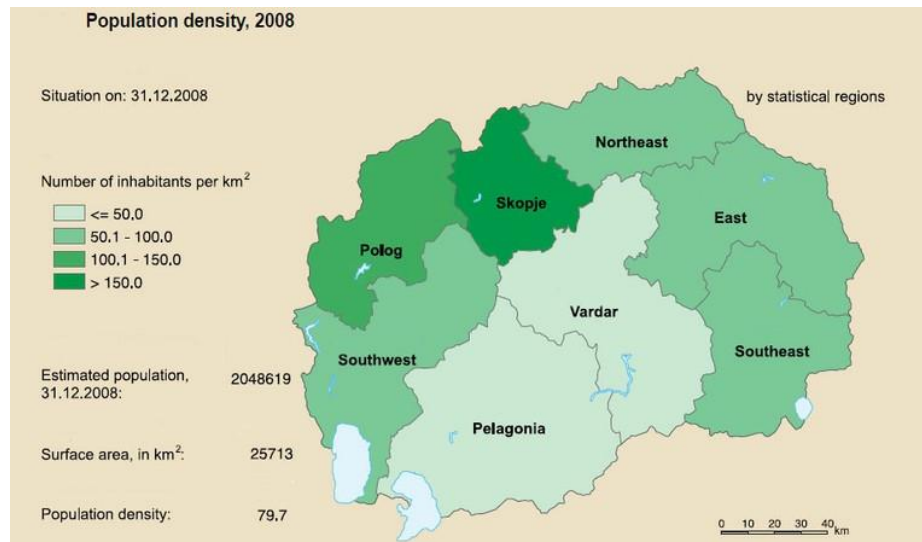 Population density, 2008
Situation on: 31.12.2008
by statistical regions
Number of inhabitants per km²
<= 50.0
50.1 - 100.0
100.1 - 150.0
> 150.0
Northeast
Skopje
East
Polog
Vardar
Southwest
Southeast
Pelagonia
Estimated population, 2048619
31.12.2008:
Surface area, in km²: 25713
Population density: 79.7
0 10 20 30 40 km